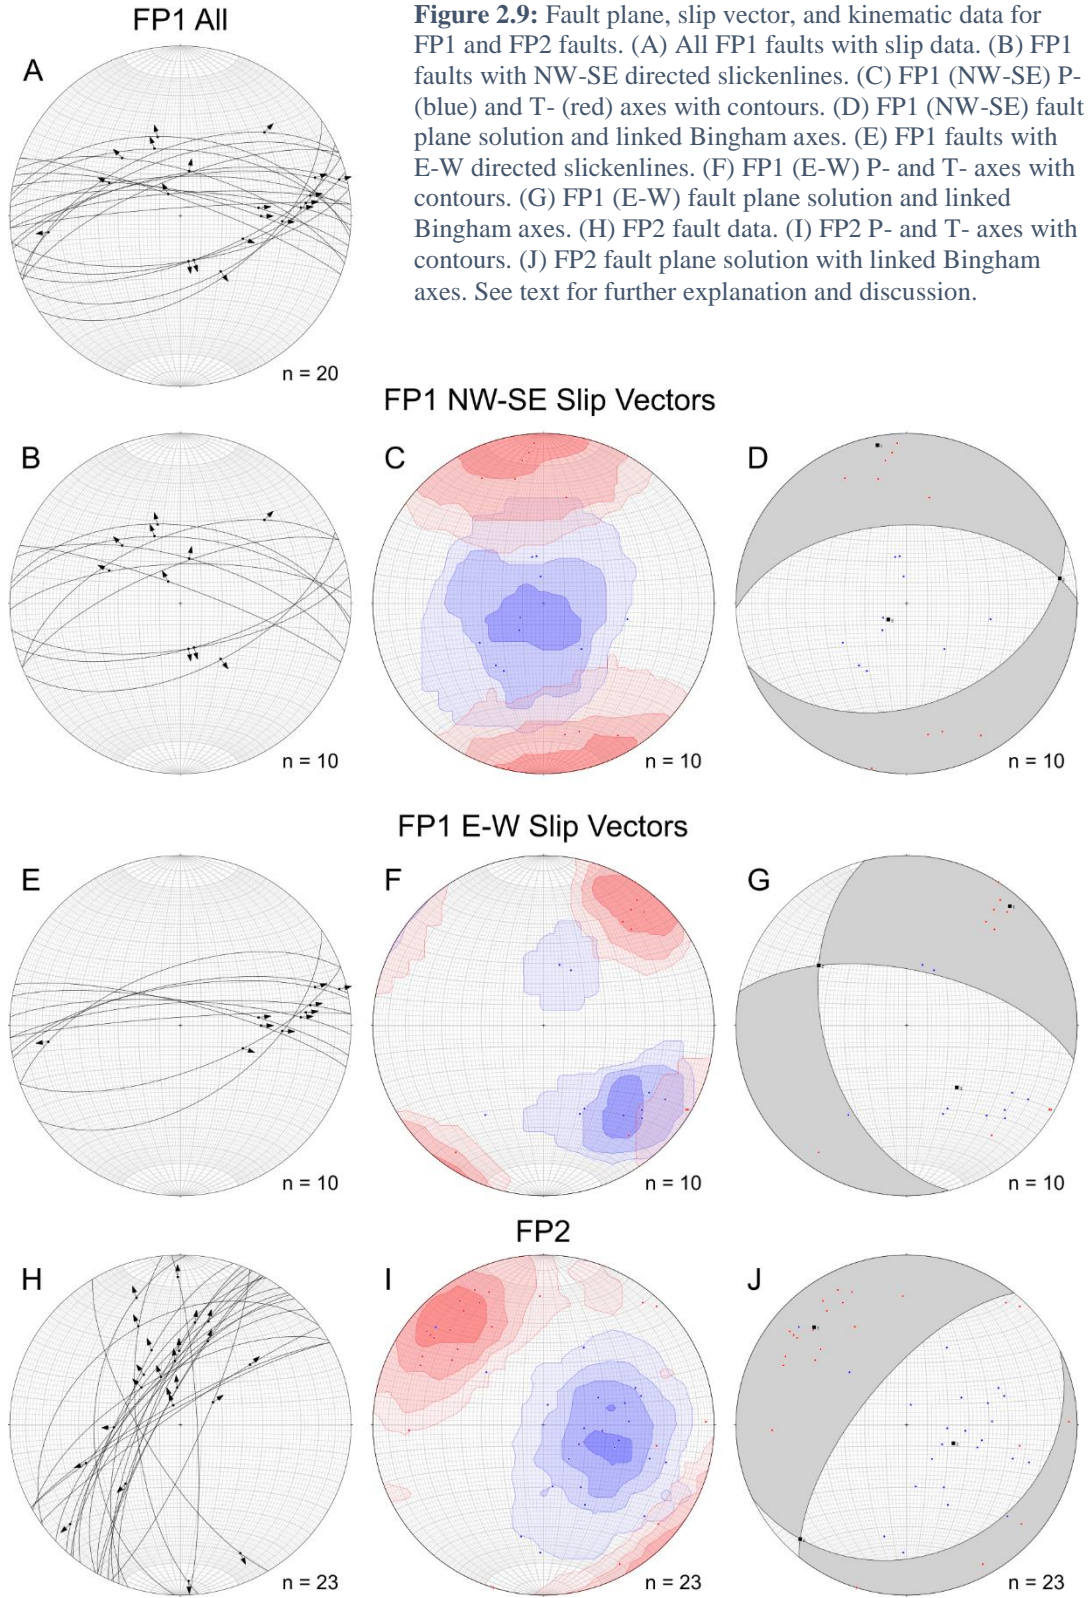 FP1 All
A
n = 20
Figure 2.9: Fault plane, slip vector, and kinematic data for
FP1 and FP2 faults. (A) All FP1 faults with slip data. (B) FP1
faults with NW-SE directed slickenlines. (C) FP1 (NW-SE) P-
(blue) and T- (red) axes with contours. (D) FP1 (NW-SE) fault
plane solution and linked Bingham axes. (E) FP1 faults with
E-W directed slickenlines. (F) FP1 (E-W) P- and T- axes with
contours. (G) FP1 (E-W) fault plane solution and linked
Bingham axes. (H) FP2 fault data. (I) FP2 P- and T- axes with
contours. (J) FP2 fault plane solution with linked Bingham
axes. See text for further explanation and discussion.
FP1 NW-SE Slip Vectors
B
n = 10
C
n = 10
D
n = 10
FP1 E-W Slip Vectors
E
n = 10
F
n = 10
G
n = 10
FP2
H
n = 23
I
n = 23
J
n = 23